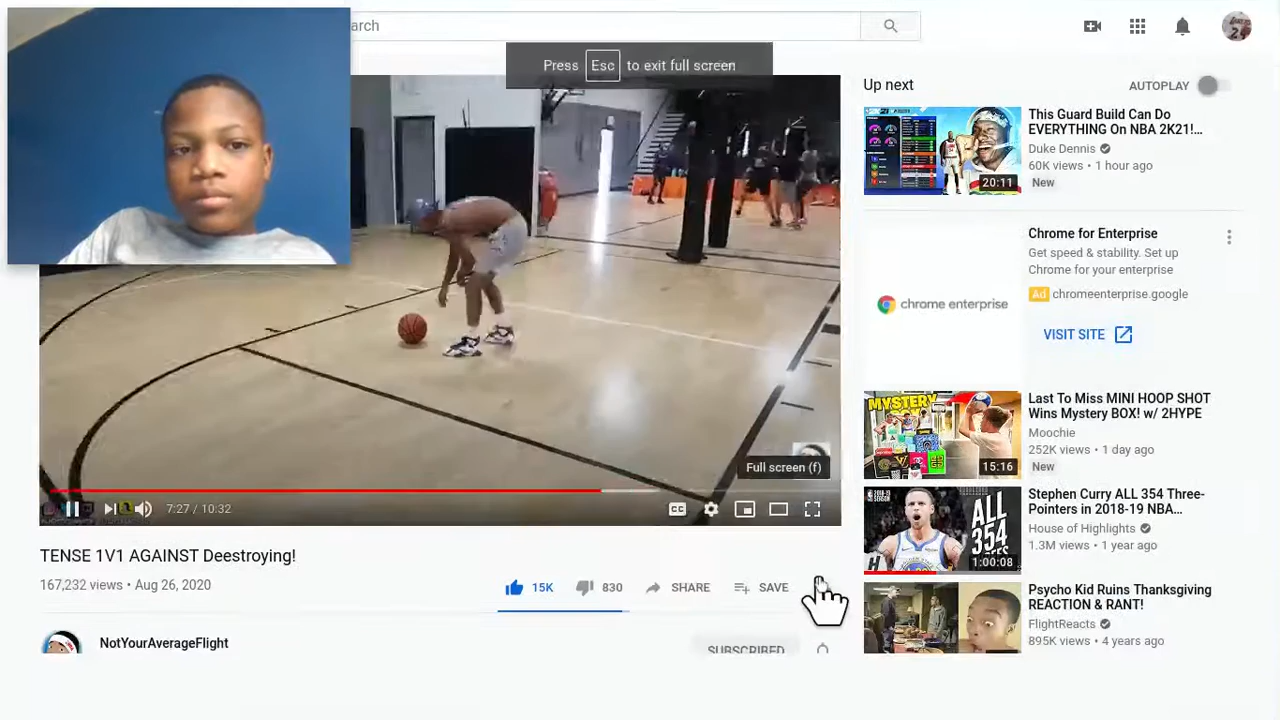 arch
Press Esc to exit full screen
Full screen (f)
7:27 / 10:32
CC
TENSE 1V1 AGAINST Deestroying!
167,232 views • Aug 26, 2020
15K
830
SHARE
SAVE
NotYourAverageFlight
SUBSCRIBED
Up next
AUTOPLAY
20:11
This Guard Build Can Do
EVERYTHING On NBA 2K21!...
Duke Dennis
60K views • 1 hour ago
New
chrome enterprise
Chrome for Enterprise
Get speed & stability. Set up
Chrome for your enterprise
Ad chromeenterprise.google
VISIT SITE
MYSTERY
15:16
Last To Miss MINI HOOP SHOT
Wins Mystery BOX! w/ 2HYPE
Moochie
252K views • 1 day ago
New
ALL
354
1:00:08
Stephen Curry ALL 354 Three-
Pointers in 2018-19 NBA...
House of Highlights
1.3M views • 1 year ago
Psycho Kid Ruins Thanksgiving
REACTION & RANT!
FlightReacts
895K views • 4 years ago